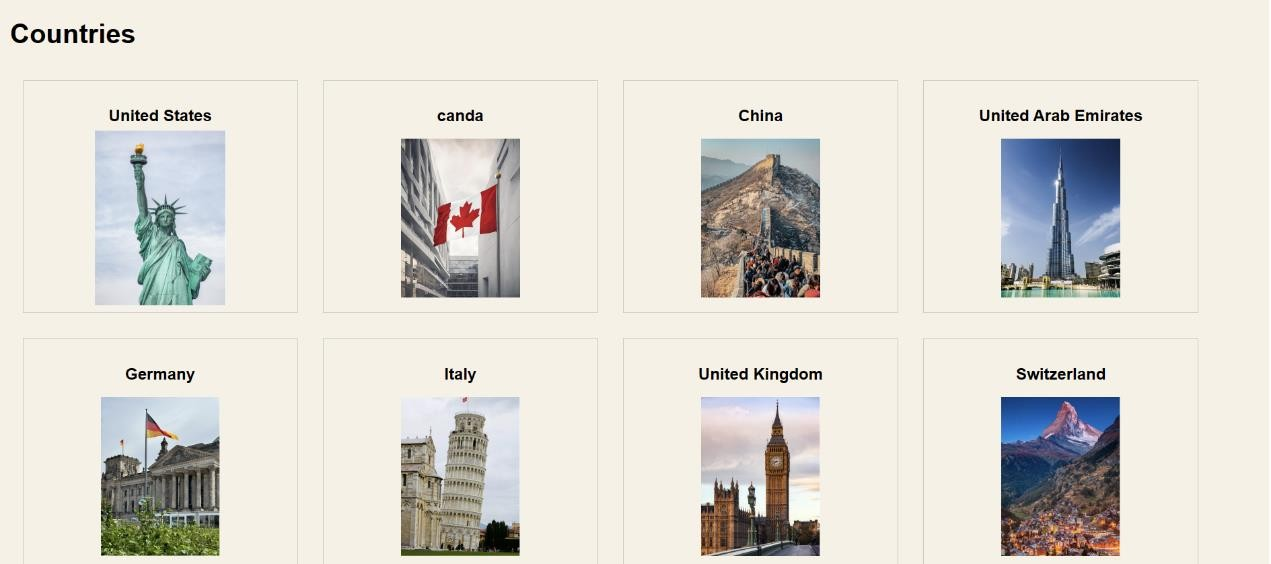 Countries
United States
canda
China
United Arab Emirates
Germany
Italy
United Kingdom
Switzerland